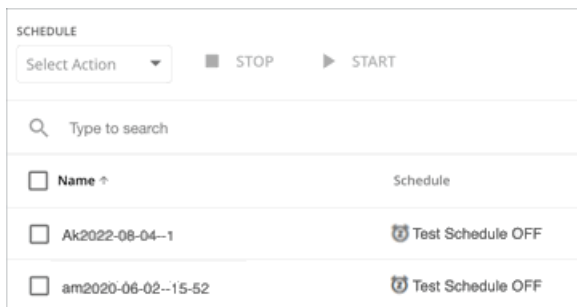 SCHEDULE
Select Action STOP START
Type to search
Name Schedule
Ak2022-08-04--1 Test Schedule OFF
am2020-06-02--15-52 Test Schedule OFF